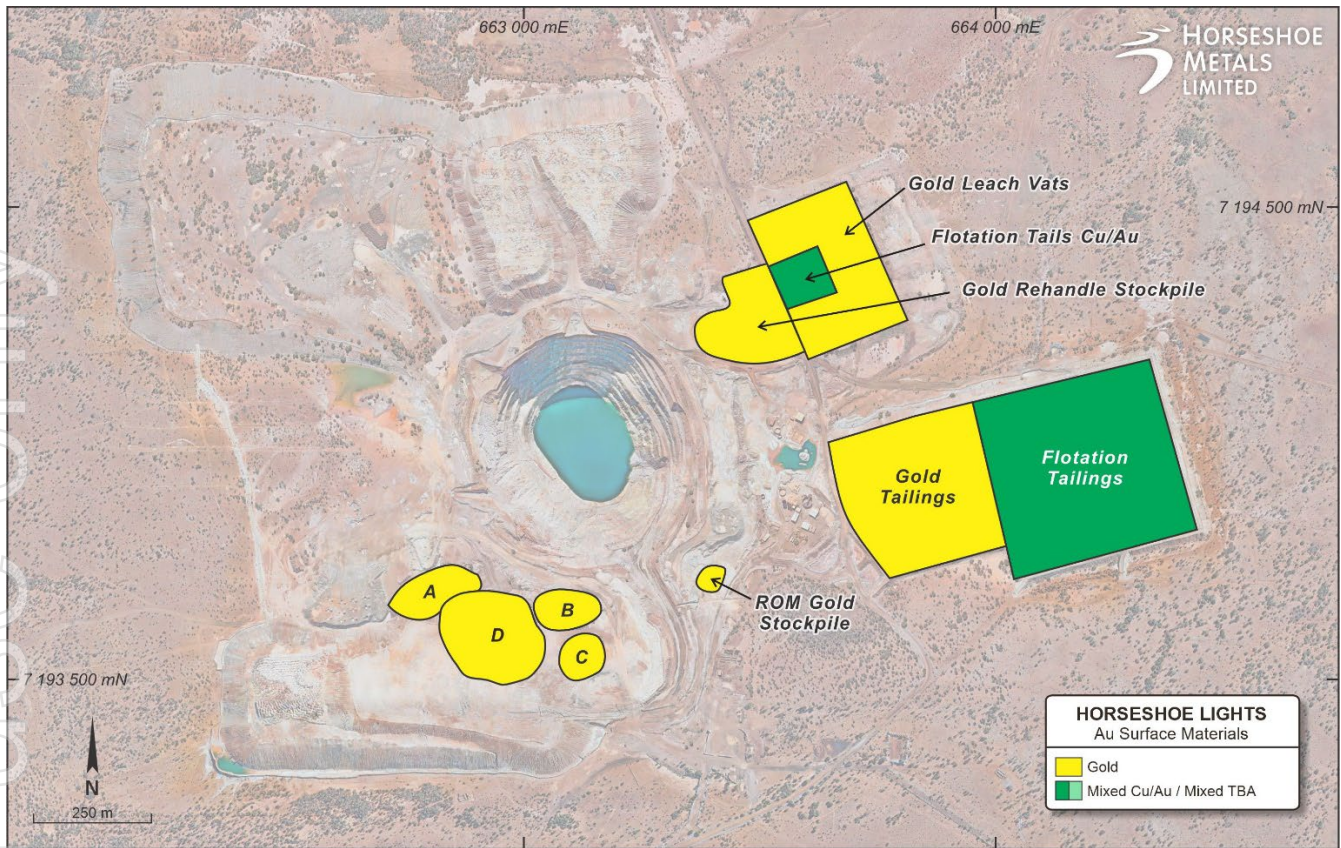 663 000 mE
664 000 mE
HORSESHOE
METALS
LIMITED
Gold Leach Vats
7 194 500 mN
Flotation Tails Cu/Au
Gold Rehandle Stockpile
Gold
Tailings
Flotation
Tailings
A
B
D
C
ROM Gold
Stockpile
7 193 500 mN
HORSESHOE LIGHTS
Au Surface Materials
Gold
Mixed Cu/Au / Mixed TBA
N
250 m